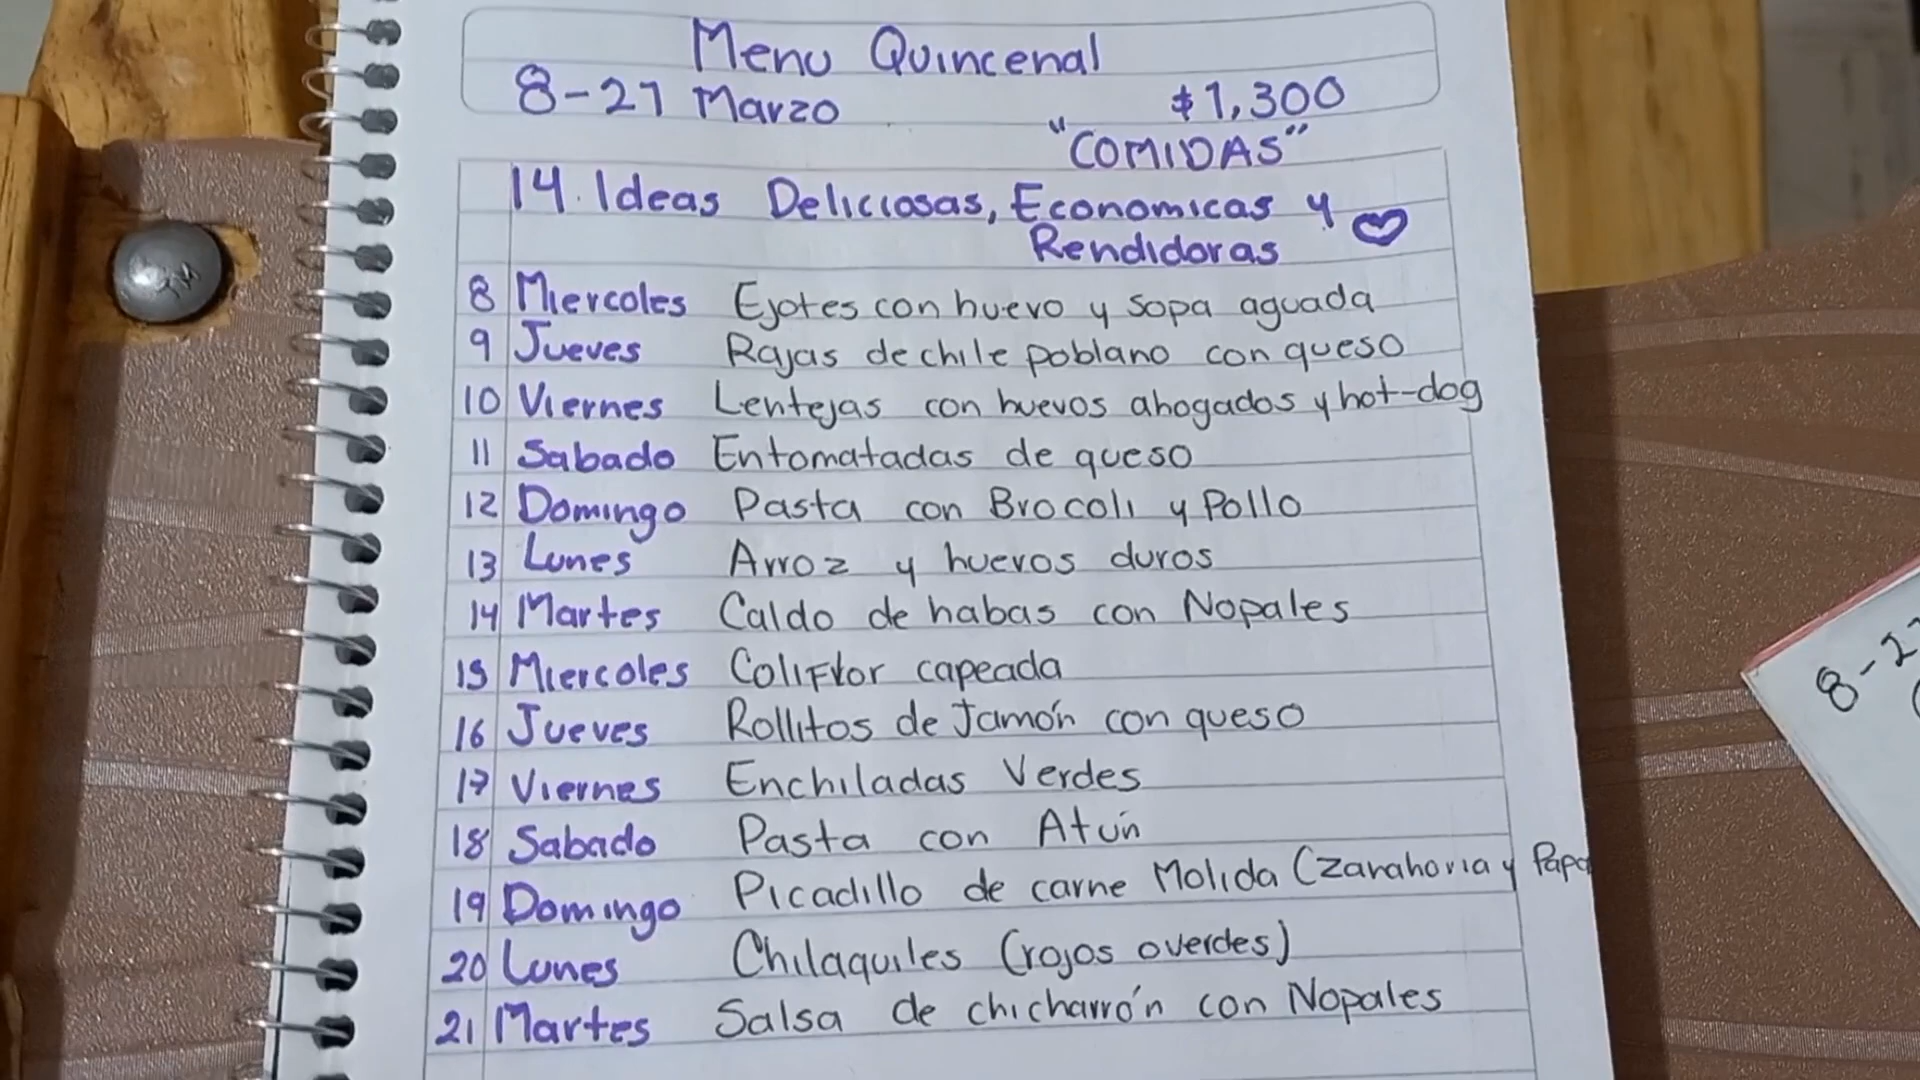 Menu Quincenal
8-21 Marzo $1,300
"COMIDAS"
14. Ideas Deliciosas, Economicas y
Rendidoras
8 Miercoles Ejotes con huevo y sopa aguada
9 Jueves Rajas de chile poblano con queso
10 Viernes Lentejas con huevos ahogados y hot-dog
11 Sabado Entomatadas de queso
12 Domingo Pasta con Brocoli y Pollo
13 Lunes Arroz y huevos duros
14 Martes Caldo de habas con Nopales
15 Miercoles Coliflor capeada
16 Jueves Rollitos de Jamón con queso
17 Viernes Enchiladas Verdes
18 Sabado Pasta con Atún
19 Domingo Picadillo de carne Molida (zanahoria y Papa
20 Lunes Chilaquiles (rojos o verdes)
21 Martes Salsa de chicharrón con Nopales
8-2